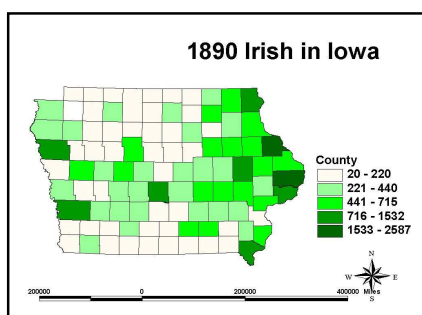 1890 Irish in Iowa
County
20 - 220
221 - 440
441 - 715
716 - 1532
1533 - 2587
N
W E
S
200000 0 200000 400000 Miles